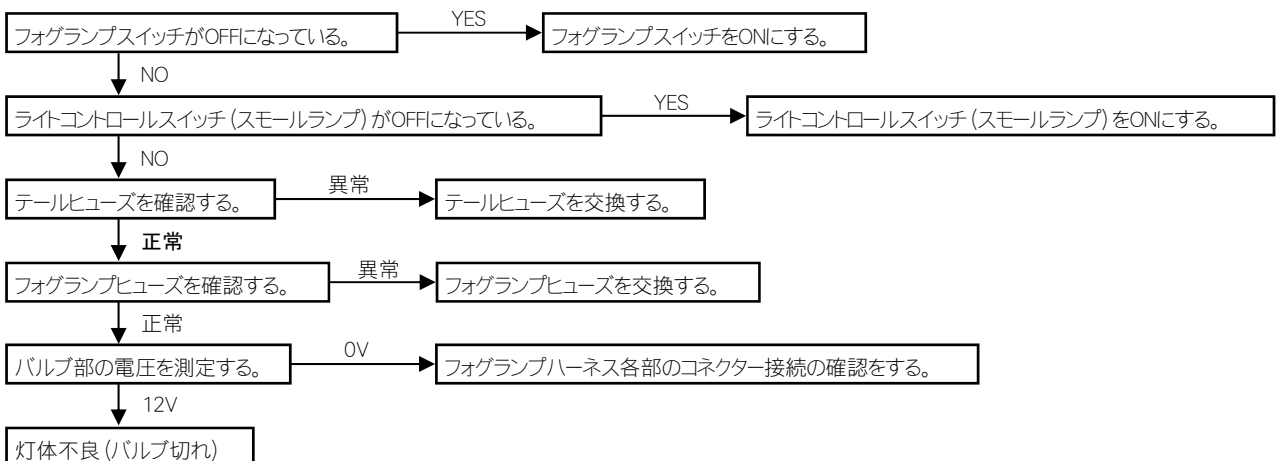 フォグランプスイッチがOFFになっている。
YES
フォグランプスイッチをONにする。
NO
ライトコントロールスイッチ(スモールランプ)がOFFになっている。
YES
ライトコントロールスイッチ(スモールランプ)をONにする。
NO
テールヒューズを確認する。
異常
テールヒューズを交換する。
正常
フォグランプヒューズを確認する。
異常
フォグランプヒューズを交換する。
正常
バルブ部の電圧を測定する。
0V
フォグランプハーネス各部のコネクター接続の確認をする。
12V
灯体不良(バルブ切れ)